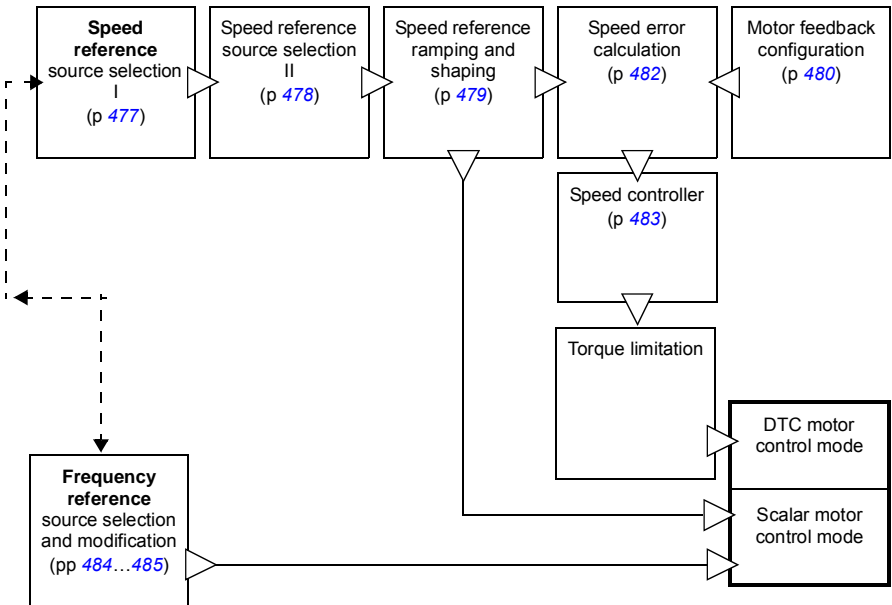 Speed
reference
source selection
I
(p 477)
Speed reference
source selection
II
(p 478)
Speed reference
ramping and
shaping
(p 479)
Speed error
calculation
(p 482)
Motor feedback
configuration
(p 480)
Speed controller
(p 483)
Torque limitation
DTC motor
control mode
Scalar motor
control mode
Frequency
reference
source selection
and modification
(pp 484…485)